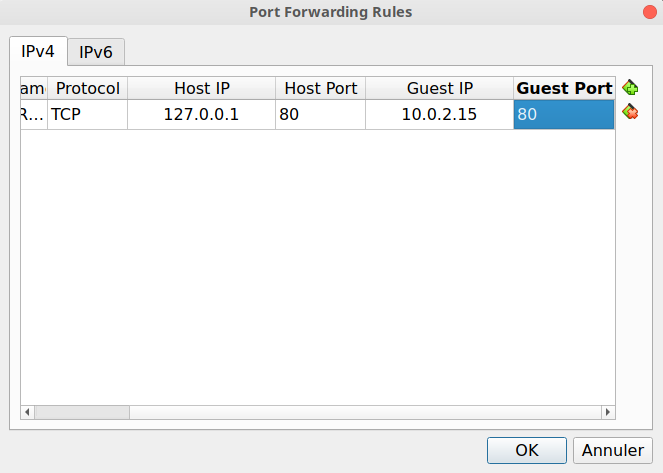 Port Forwarding Rules
IPv4 IPv6
am Protocol Host IP Host Port Guest IP Guest Port
R... TCP 127.0.0.1 80 10.0.2.15 80
OK Annuler